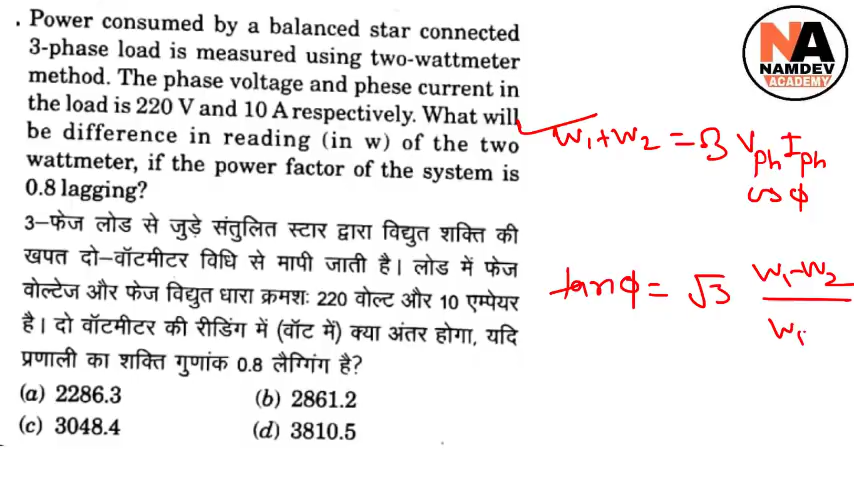 . Power consumed by a balanced star connected
3-phase load is measured using two-wattmeter
method. The phase voltage and phese current in
the load is 220 V and 10 A respectively. What will
be difference in reading (in w) of the two
wattmeter, if the power factor of the system is
0.8 lagging?
3–फेज लोड से जुड़े संतुलित स्टार द्वारा विद्युत शक्ति की
खपत दो–वॉटमीटर विधि से मापी जाती है। लोड में फेज
वोल्टेज और फेज विद्युत धारा क्रमशः 220 वोल्ट और 10 एम्पेयर
है। दो वॉटमीटर की रीडिंग में (वॉट में) क्या अंतर होगा, यदि
प्रणाली का शक्ति गुणांक 0.8 लैग्गिंग है?
(a) 2286.3 (b) 2861.2
(c) 3048.4 (d) 3810.5
NA
NAMDEV
ACADEMY
W₁+W₂ = 3 Vph Iph
cos ϕ
tan ϕ = √3 W₁-W₂
W₁